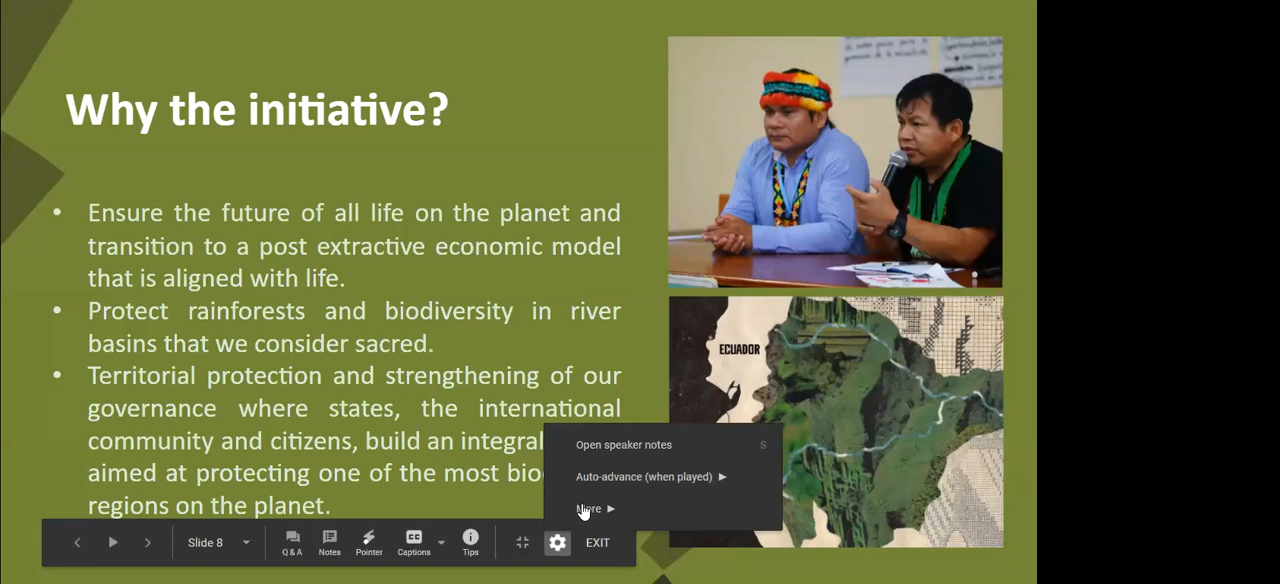 Why the initiative?
• Ensure the future of all life on the planet and
transition to a post extractive economic model
that is aligned with life.
• Protect rainforests and biodiversity in river
basins that we consider sacred.
• Territorial protection and strengthening of our
governance where states, the international
community and citizens, build an integral
aimed at protecting one of the most
regions on the planet.
ECUADOR
Open speaker notes S
Auto-advance (when played)
More
Slide 8
Q & A
Notes
Pointer
Captions
Tips
EXIT